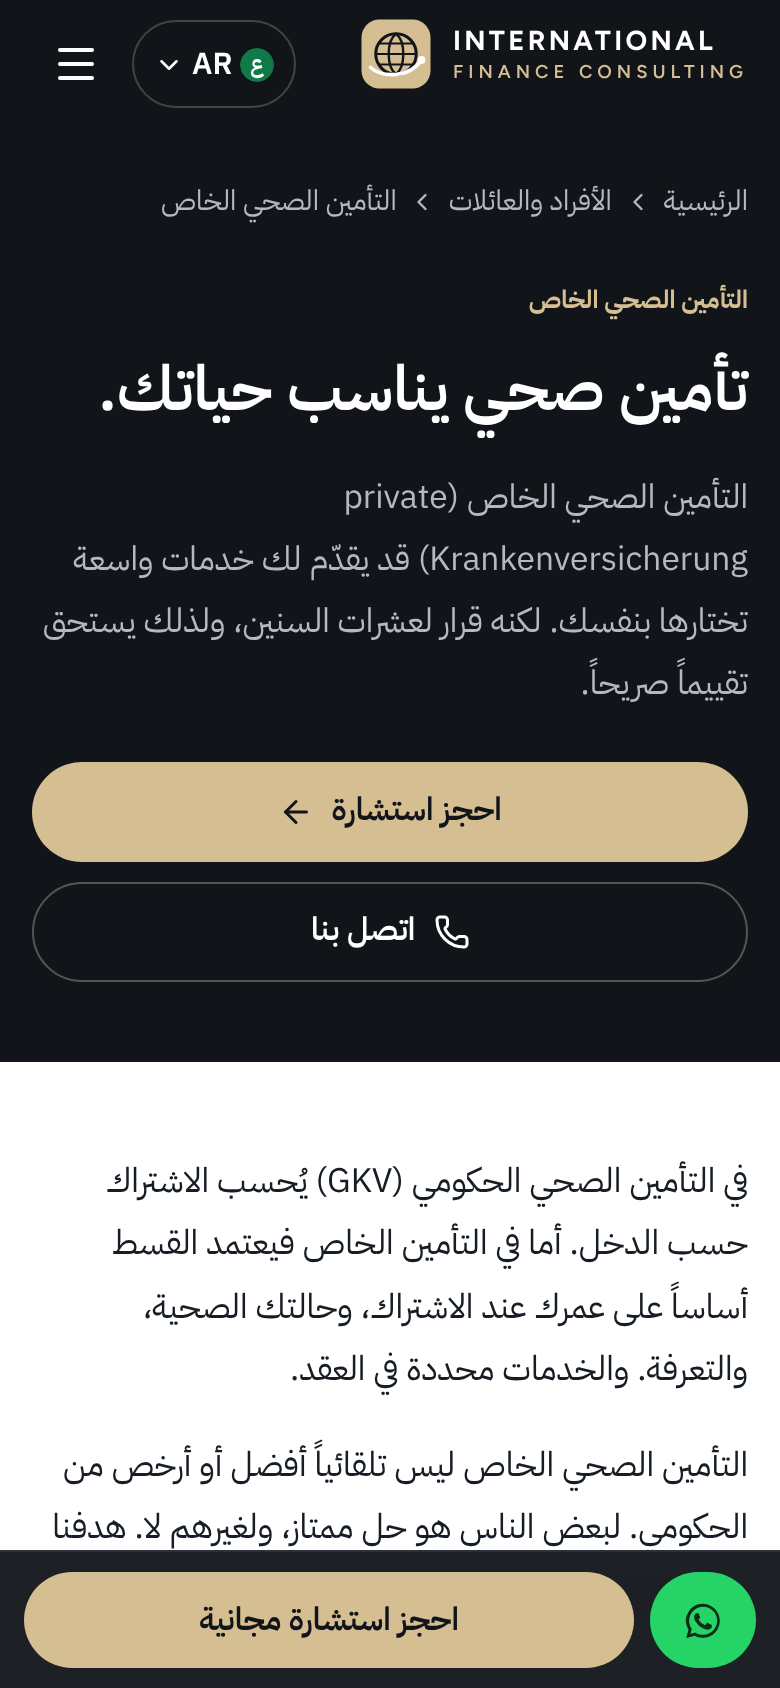 INTERNATIONAL
FINANCE CONSULTING
ع AR
الرئيسية
الأفراد والعائلات
التأمين الصحي الخاص
التأمين الصحي الخاص
تأمين صحي يناسب حياتك.
التأمين الصحي الخاص (private
Krankenversicherung) قد يقدّم لك خدمات واسعة
تختارها بنفسك. لكنه قرار لعشرات السنين، ولذلك يستحق
تقييماً صريحاً.
احجز استشارة
اتصل بنا
في التأمين الصحي الحكومي (GKV) يُحسب الاشتراك
حسب الدخل. أما في التأمين الخاص فيعتمد القسط
أساساً على عمرك عند الاشتراك، وحالتك الصحية،
والتعرفة. والخدمات محددة في العقد.
التأمين الصحي الخاص ليس تلقائياً أفضل أو أرخص من
الحكومي. لبعض الناس هو حل ممتاز، ولغيرهم لا. هدفنا
احجز استشارة مجانية